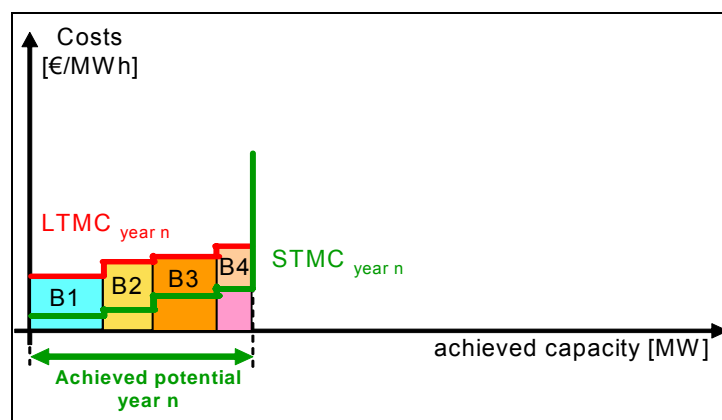 Costs
[€/MWh]
LTMC year n
STMC year n
B1
B2
B3
B4
achieved capacity [MW]
Achieved potential
year n